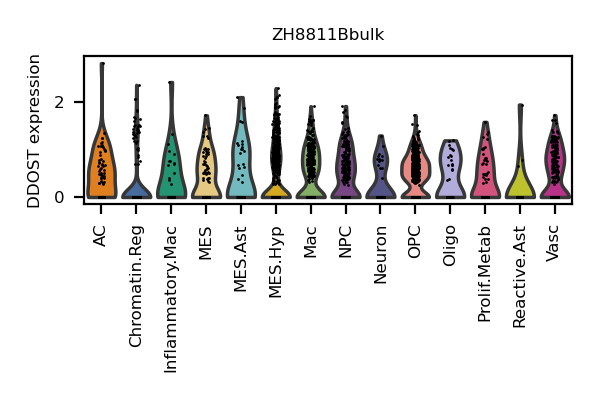 ZH8811Bbulk
DDOST expression
2
0
AC
Chromatin.Reg
Inflammatory.Mac
MES
MES.Ast
MES.Hyp
Mac
NPC
Neuron
OPC
Oligo
Prolif.Metab
Reactive.Ast
Vasc